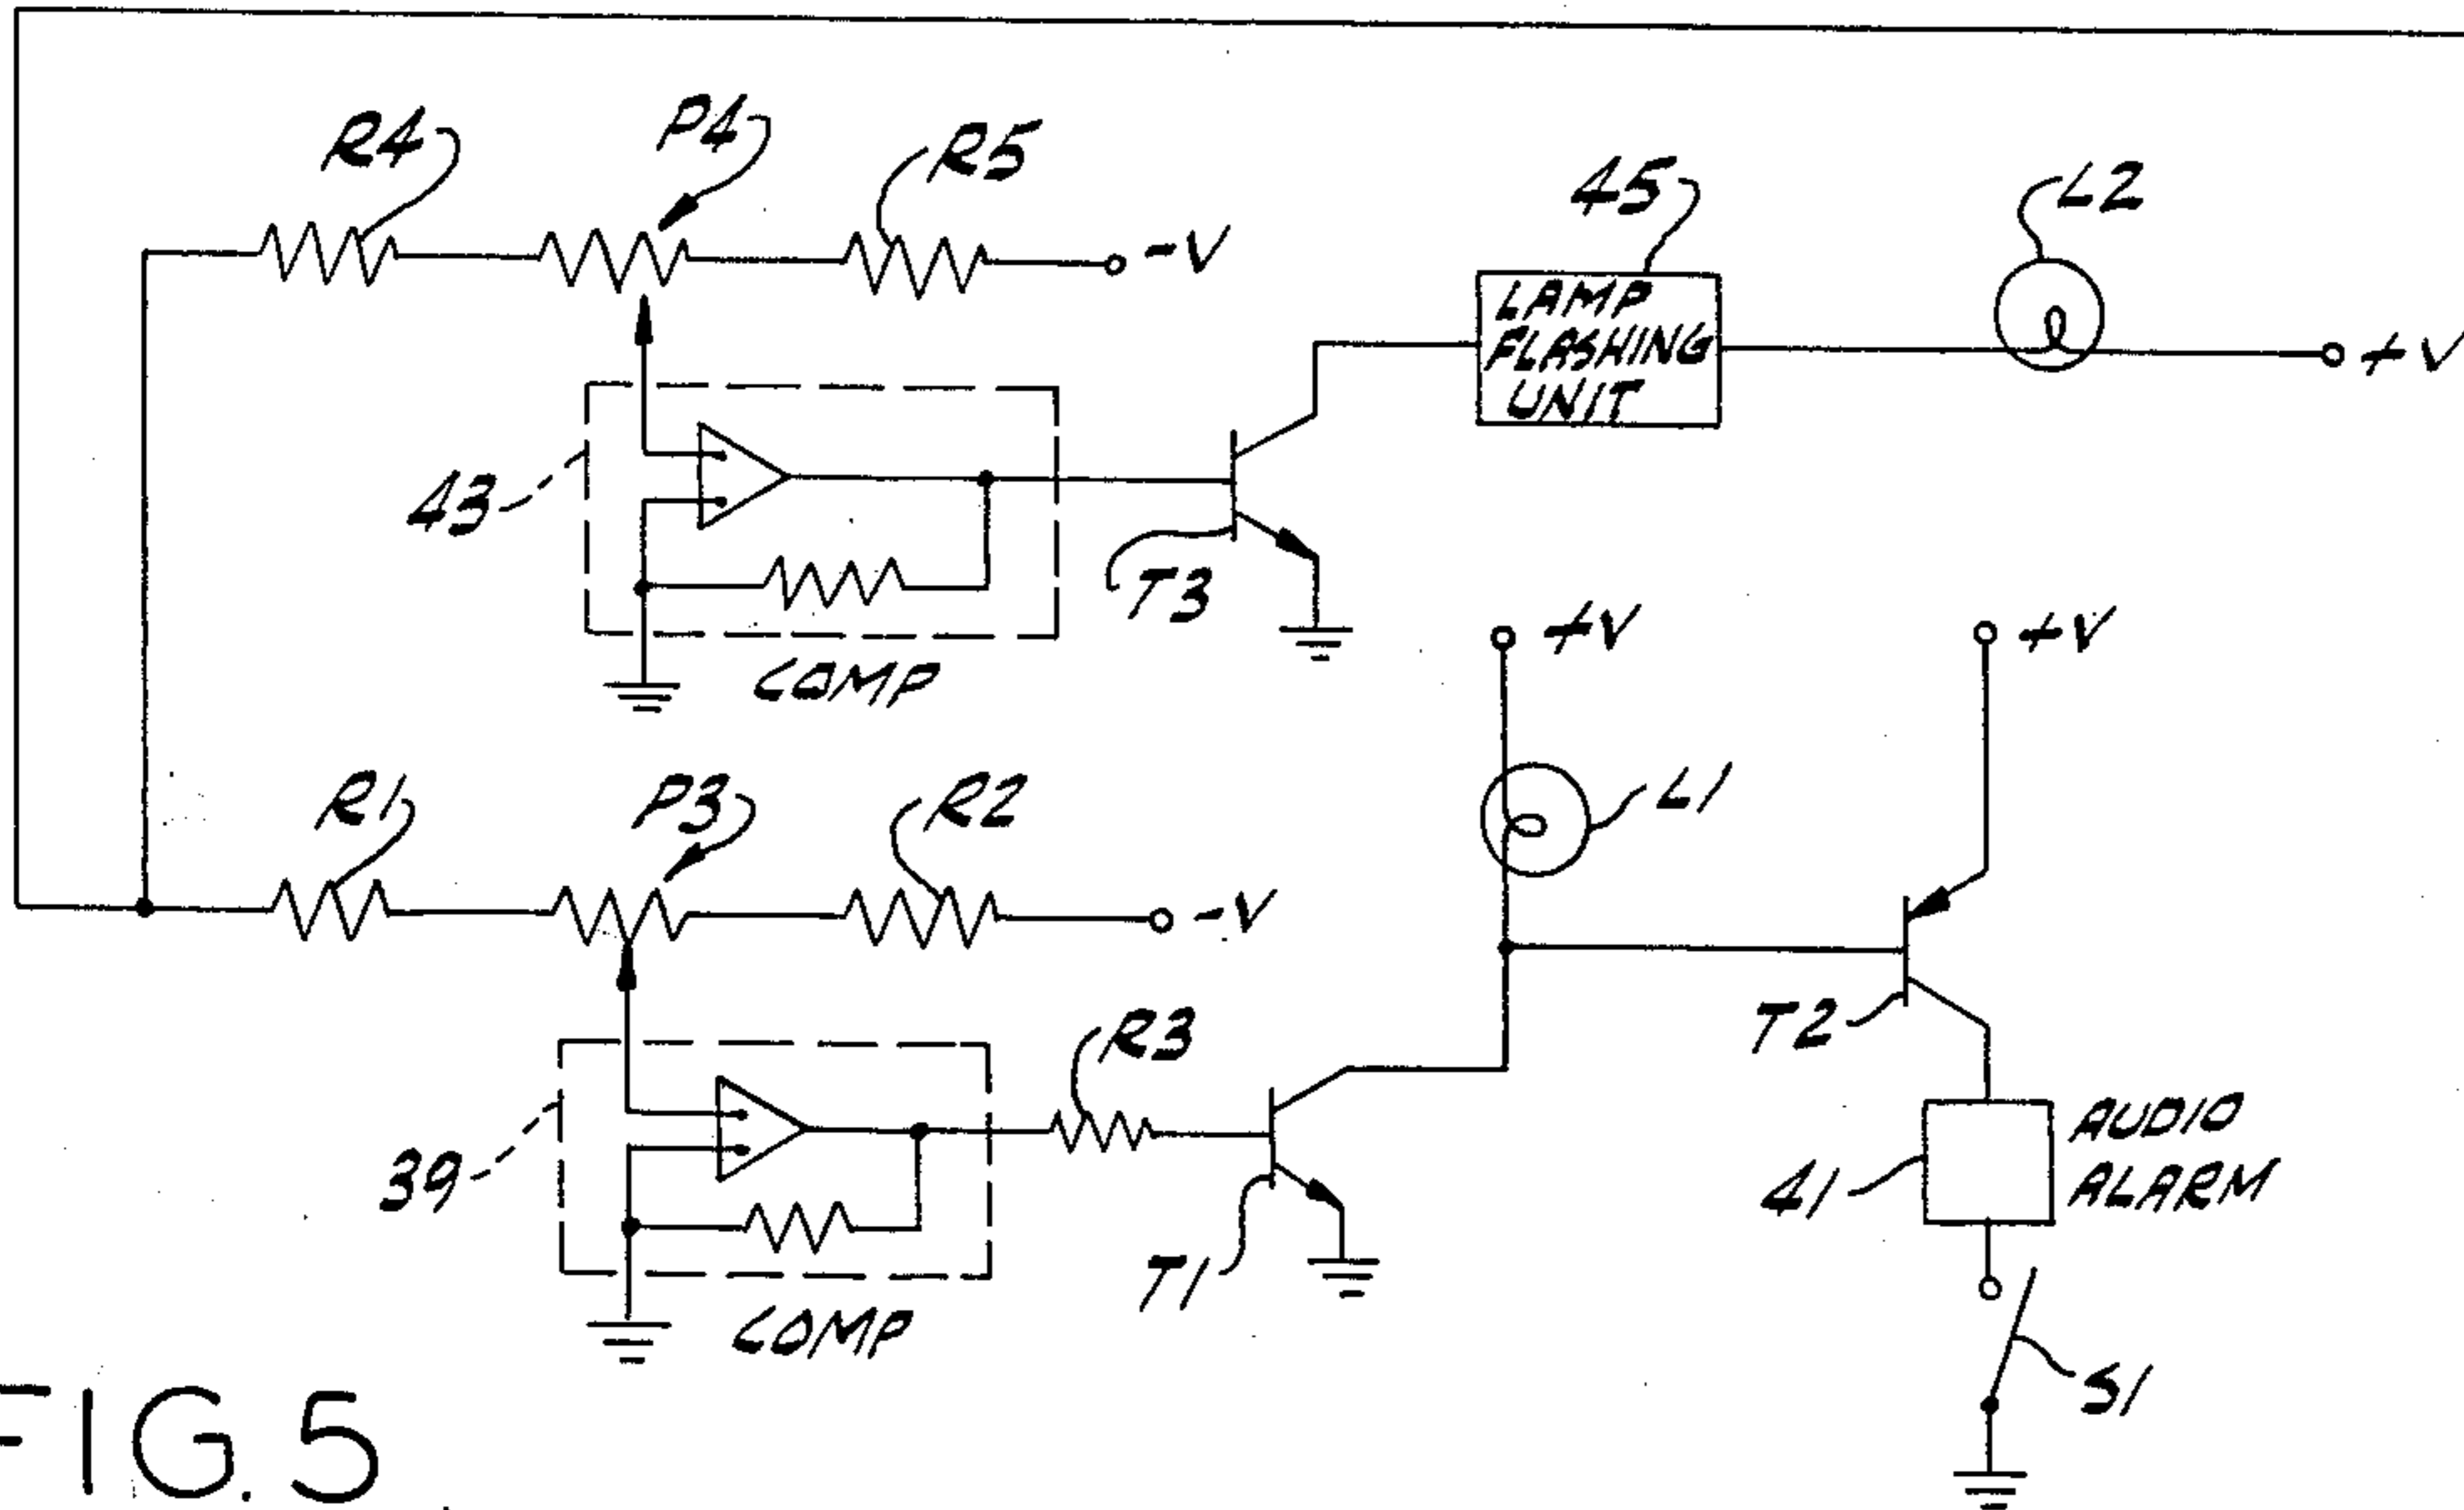 R4
P4
R5
-V
45
L2
LAMP
FLASHING
UNIT
+V
43
T3
COMP
+V
+V
R1
P3
R2
-V
L1
T2
R3
39
T1
COMP
41
AUDIO
ALARM
S1
FIG. 5